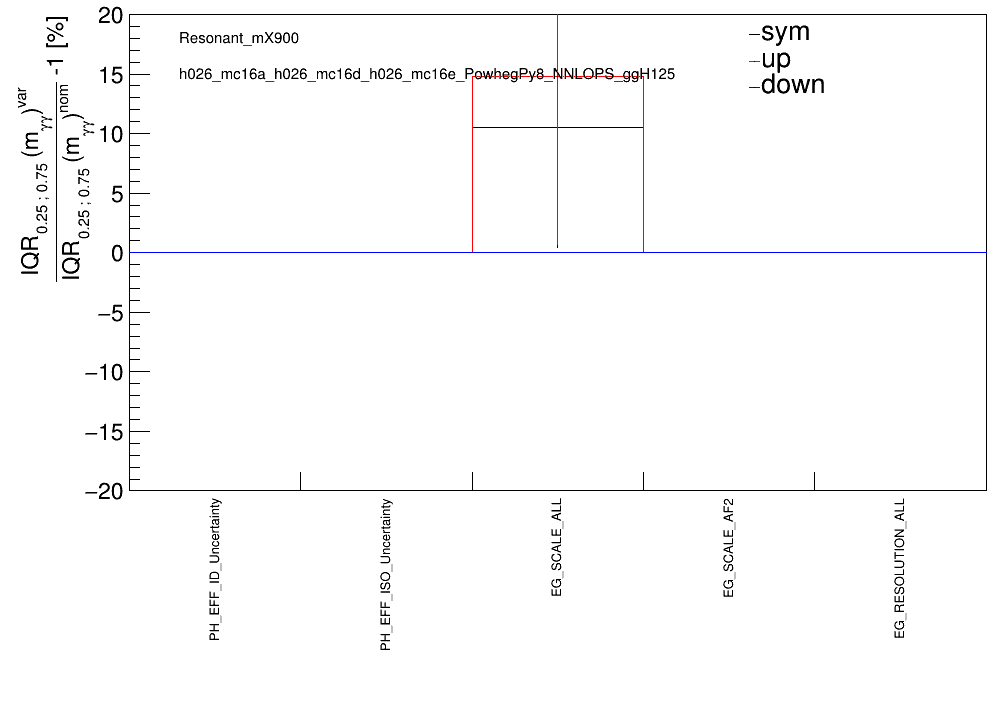 Resonant_mX900
h026_mc16a_h026_mc16d_h026_mc16e_PowhegPy8_NNLOPS_ggH125
−sym
−up
−down
IQR0.25 ; 0.75 (mγγ)var
IQR0.25 ; 0.75 (mγγ)nom -1 [%]
20
15
10
5
0
−5
−10
−15
−20
PH_EFF_ID_Uncertainty
PH_EFF_ISO_Uncertainty
EG_SCALE_ALL
EG_SCALE_AF2
EG_RESOLUTION_ALL